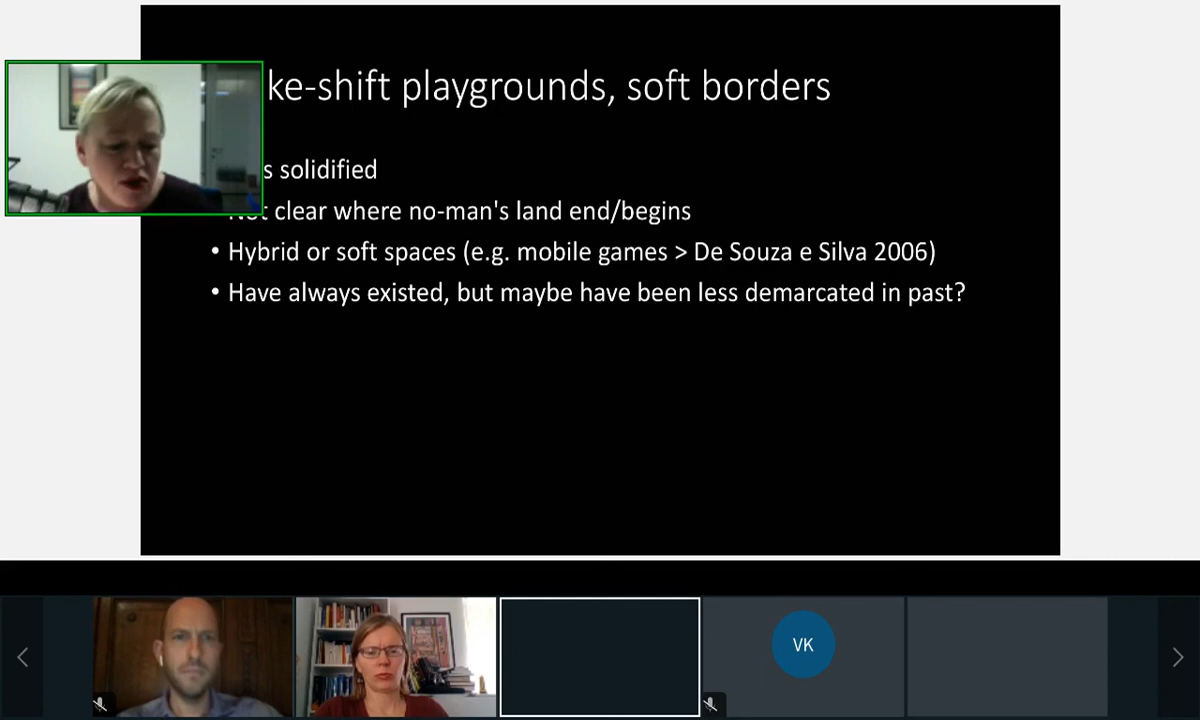 ke-shift playgrounds, soft borders
s solidified
clear where no-man's land end/begins
• Hybrid or soft spaces (e.g. mobile games > De Souza e Silva 2006)
• Have always existed, but maybe have been less demarcated in past?
VK